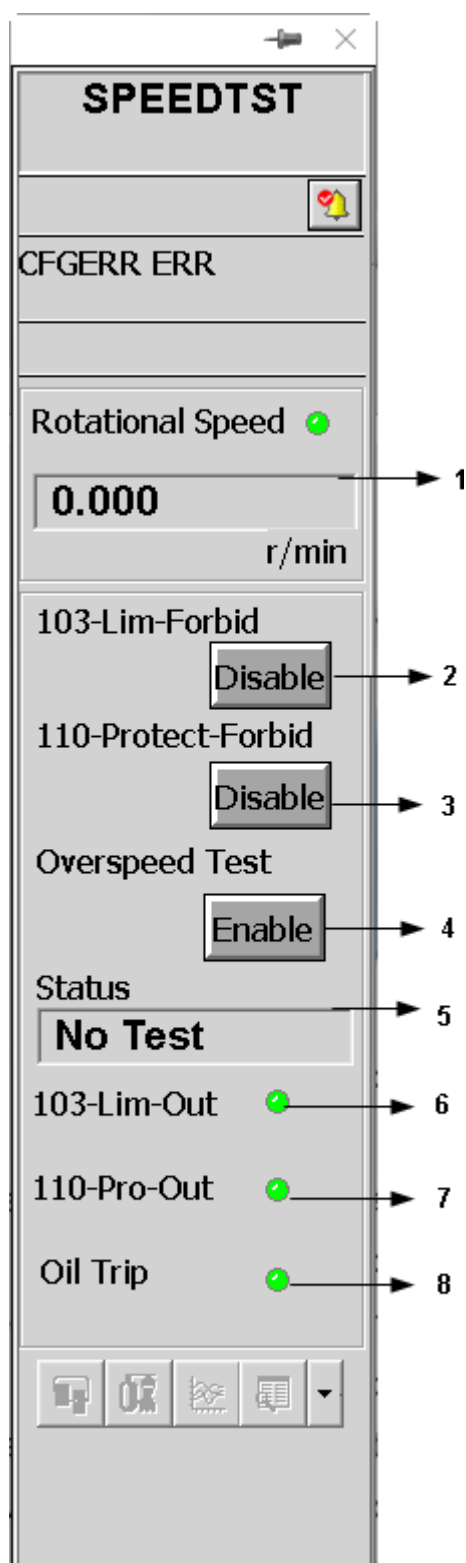 SPEEDTST
CFGERR ERR
Rotational Speed
0.000
1
r/min
103-Lim-Forbid
Disable
2
110-Protect-Forbid
Disable
3
Overspeed Test
Enable
4
Status
No Test
5
103-Lim-Out
6
110-Pro-Out
7
Oil Trip
8